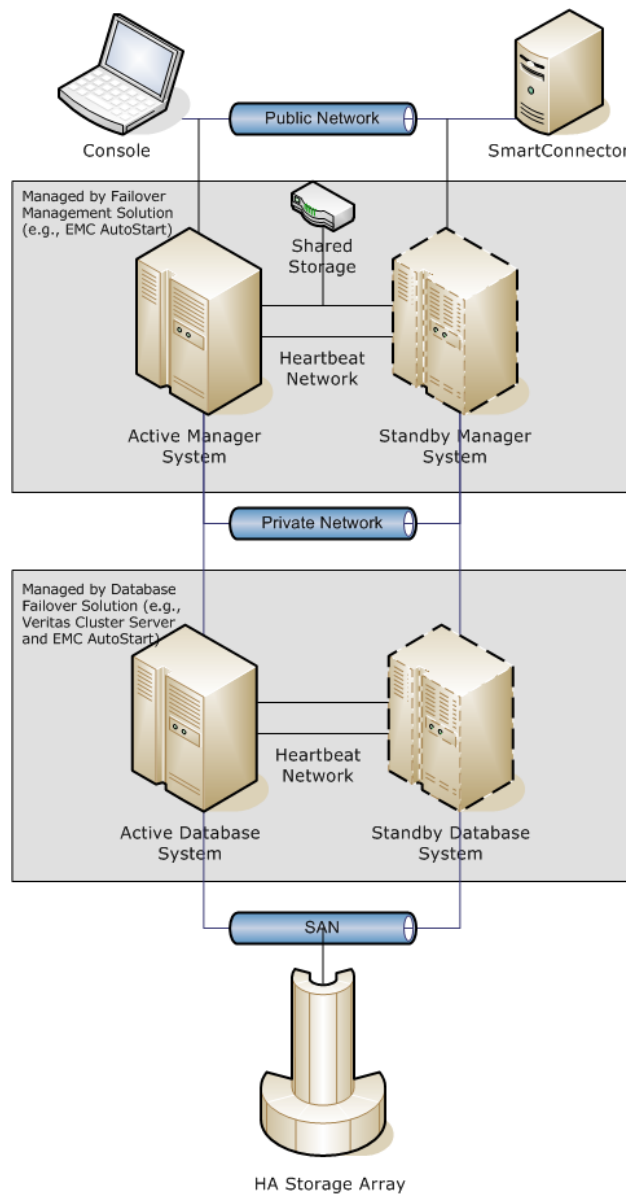 Public Network
Console
SmartConnector
Managed by Failover
Management Solution
(e.g., EMC AutoStart)
Shared
Storage
Heartbeat
Network
Active Manager
System
Standby Manager
System
Private Network
Managed by Database
Failover Solution (e.g.,
Veritas Cluster Server
and EMC AutoStart)
Heartbeat
Network
Active Database
System
Standby Database
System
SAN
HA Storage Array